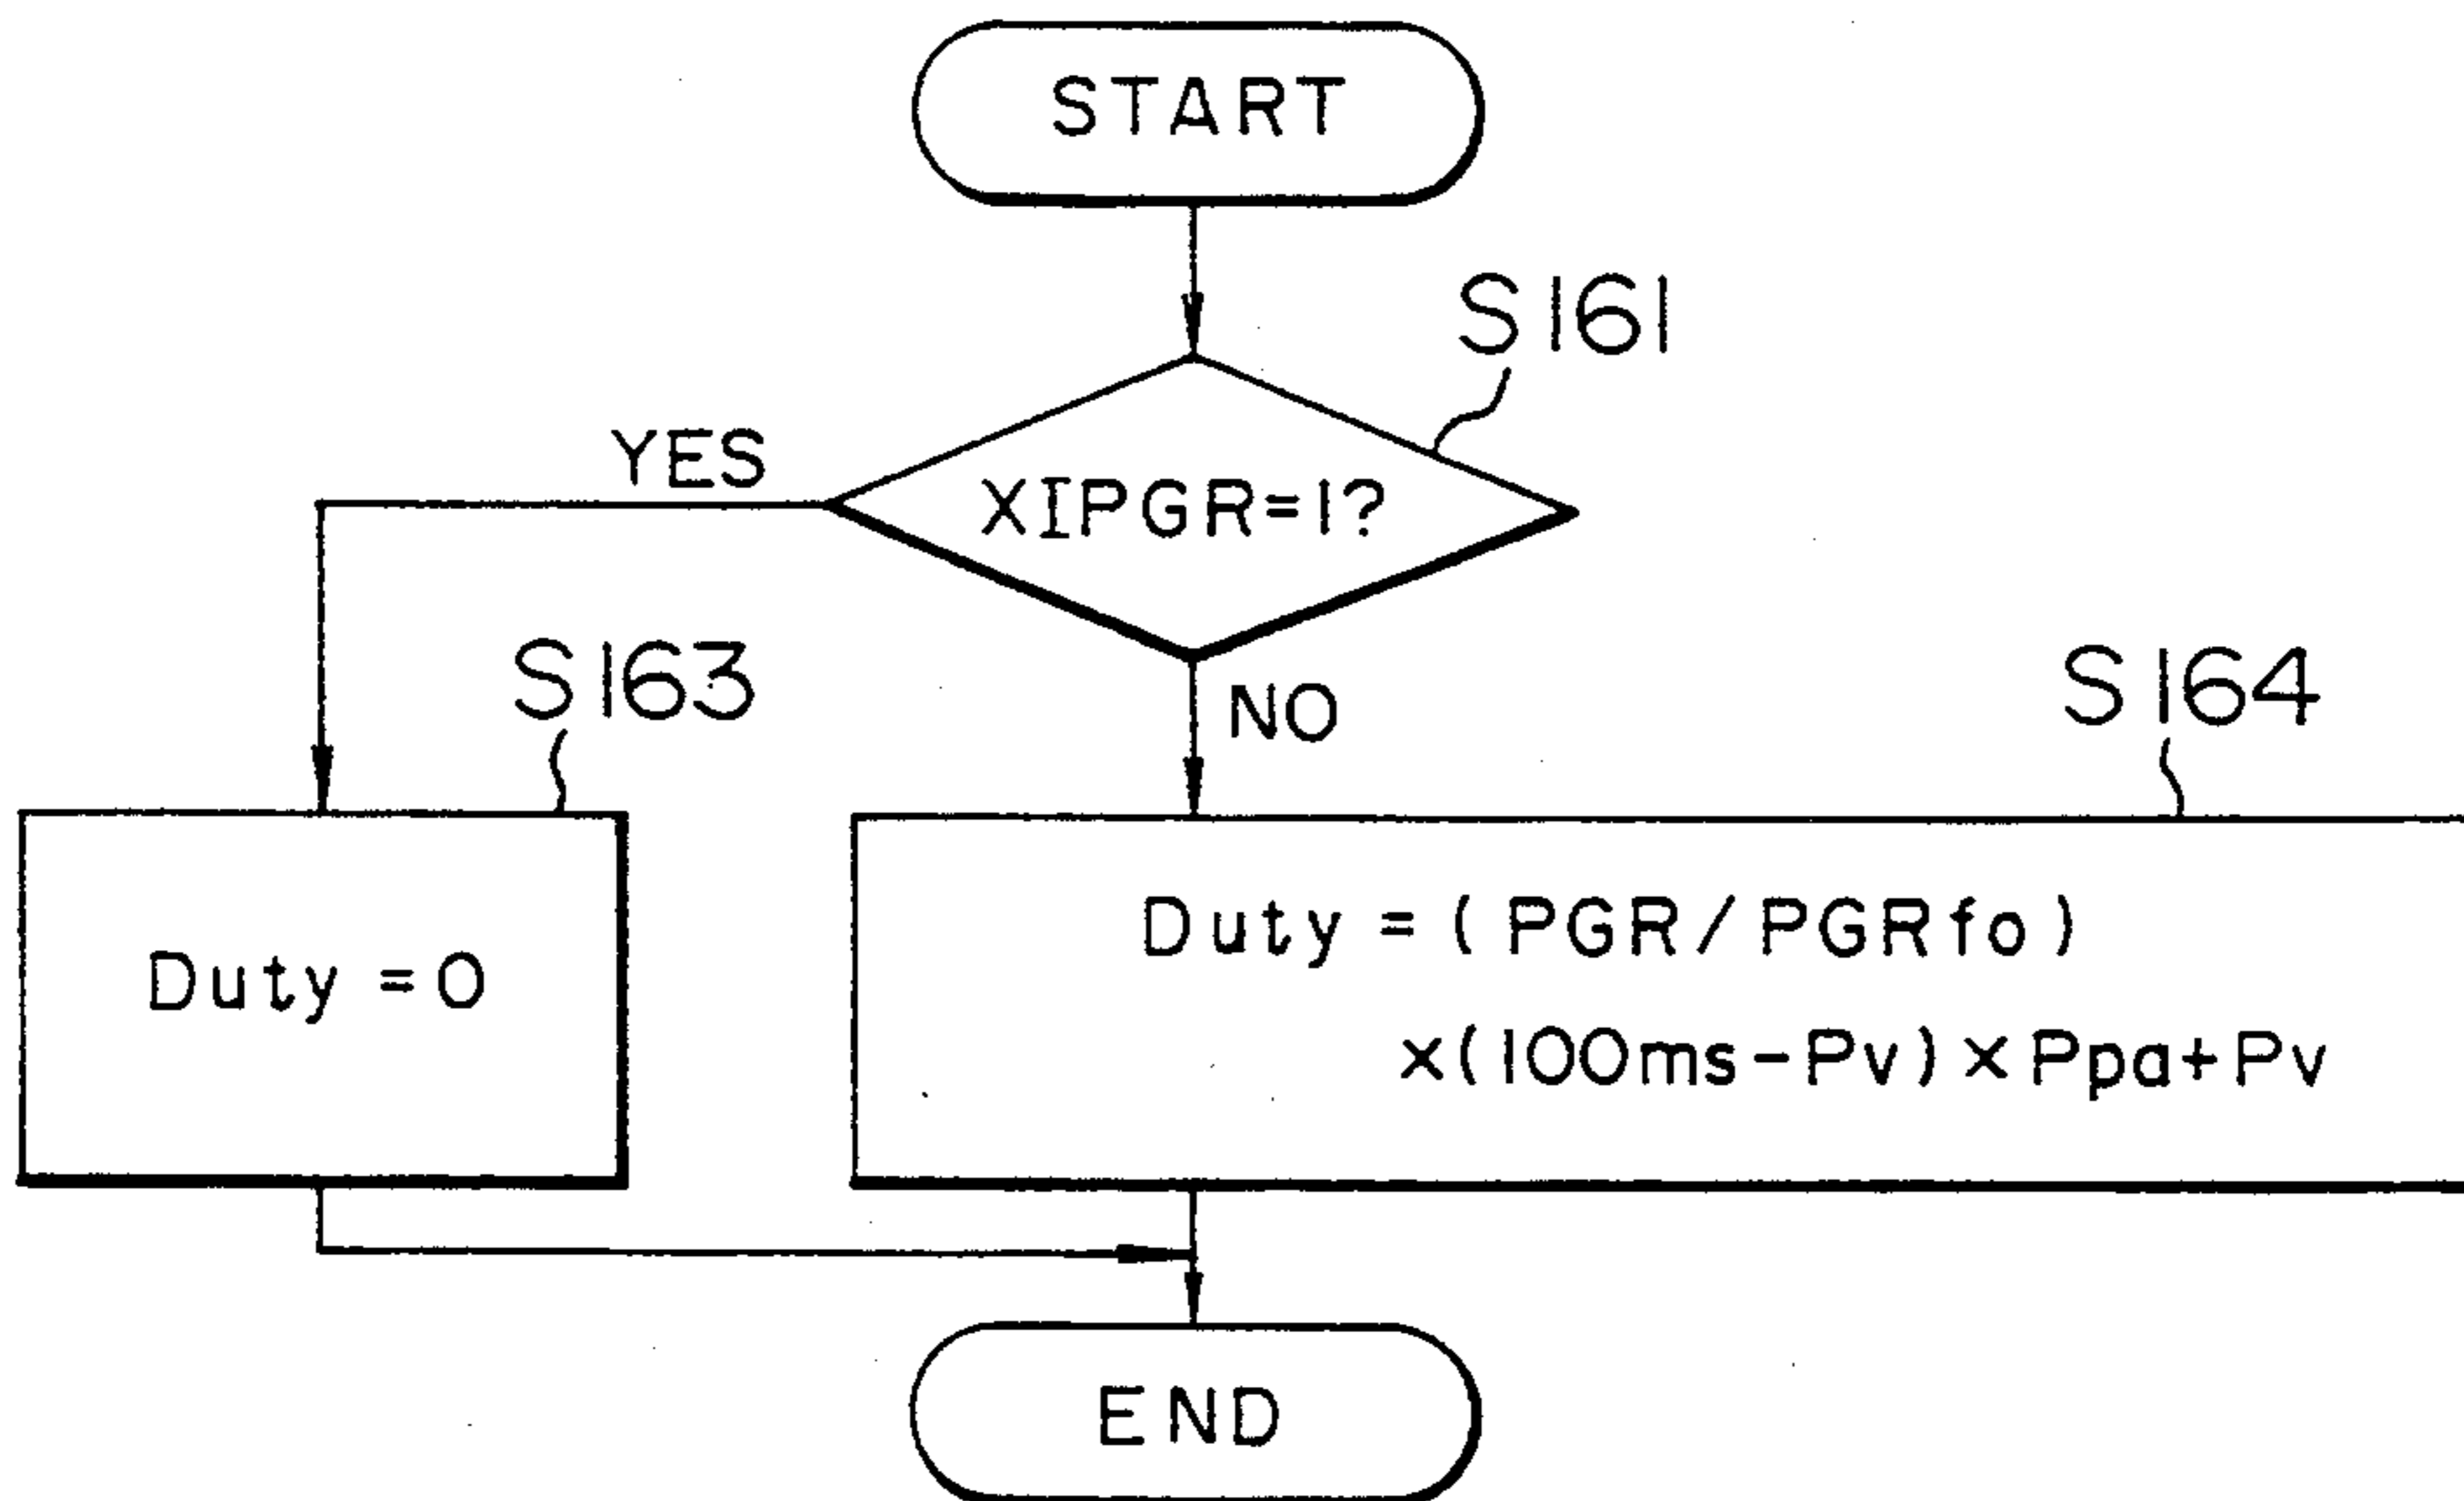 START
S161
YES
XIPGR=1?
S163
NO
S164
Duty=0
Duty=(PGR/PGRfo)
×(100ms-Pv)×Ppa+Pv
END